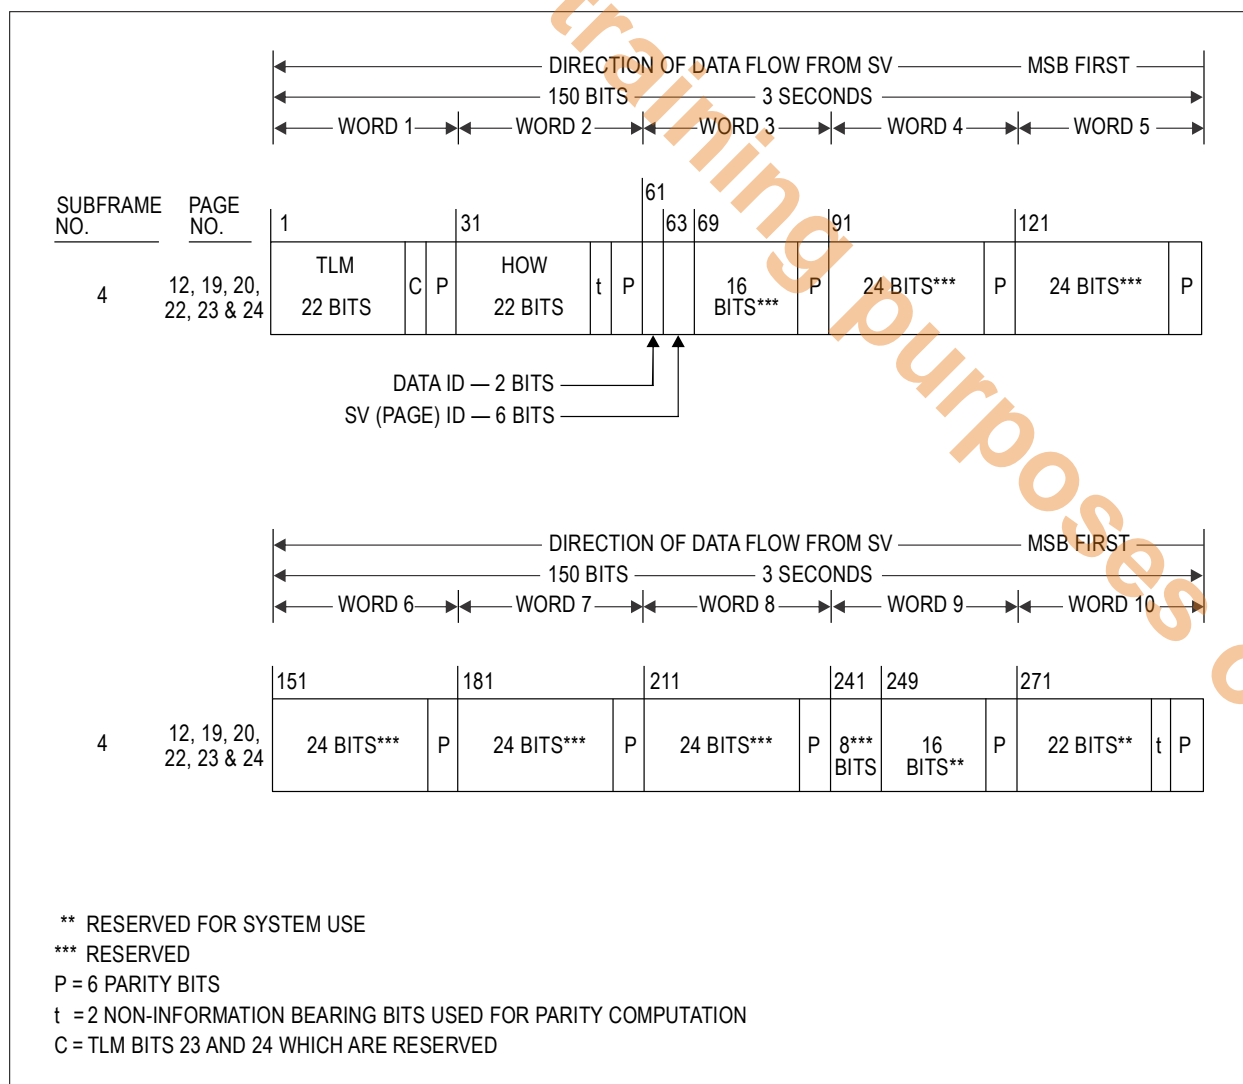 DIRECTION OF DATA FLOW FROM SV MSB FIRST
150 BITS 3 SECONDS
WORD 1 WORD 2 WORD 3 WORD 4 WORD 5
SUBFRAME NO. PAGE NO.
1 31 61 63 69 91 121
4
12, 19, 20,
22, 23 & 24
TLM
22 BITS
C P
HOW
22 BITS
t P
16
BITS***
P
24 BITS*** P
24 BITS*** P
DATA ID — 2 BITS
SV (PAGE) ID — 6 BITS
DIRECTION OF DATA FLOW FROM SV MSB FIRST
150 BITS 3 SECONDS
WORD 6 WORD 7 WORD 8 WORD 9 WORD 10
151 181 211 241 249 271
4
12, 19, 20,
22, 23 & 24
24 BITS*** P
24 BITS*** P
24 BITS*** P
8***
BITS
16
BITS**
P
22 BITS** t P
** RESERVED FOR SYSTEM USE
*** RESERVED
P = 6 PARITY BITS
t = 2 NON-INFORMATION BEARING BITS USED FOR PARITY COMPUTATION
C = TLM BITS 23 AND 24 WHICH ARE RESERVED
training purposes